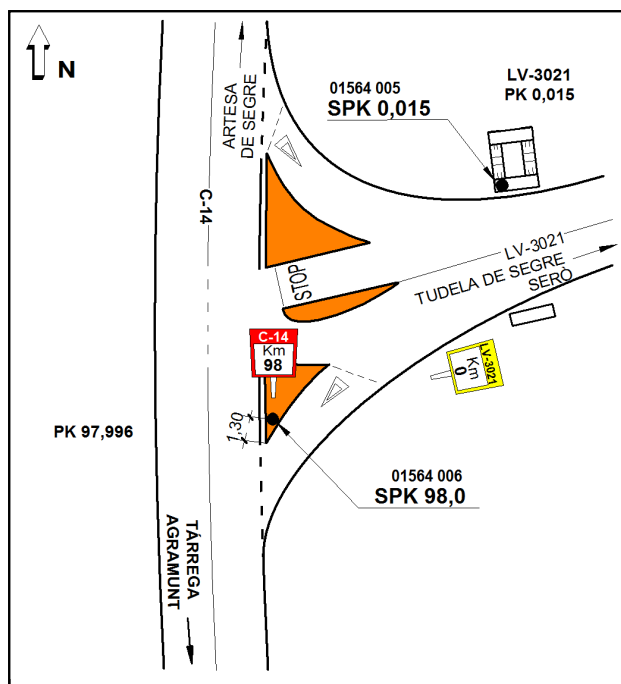 N
ARTESA
DE SEGRE
C-14
01564 005
SPK 0,015
LV-3021
PK 0,015
LV-3021
TUDELA DE SEGRE
SERÒ
STOP
C-14
Km
98
LV-3021
Km
0
1,30
PK 97,996
01564 006
SPK 98,0
TÁRREGA
AGRAMUNT